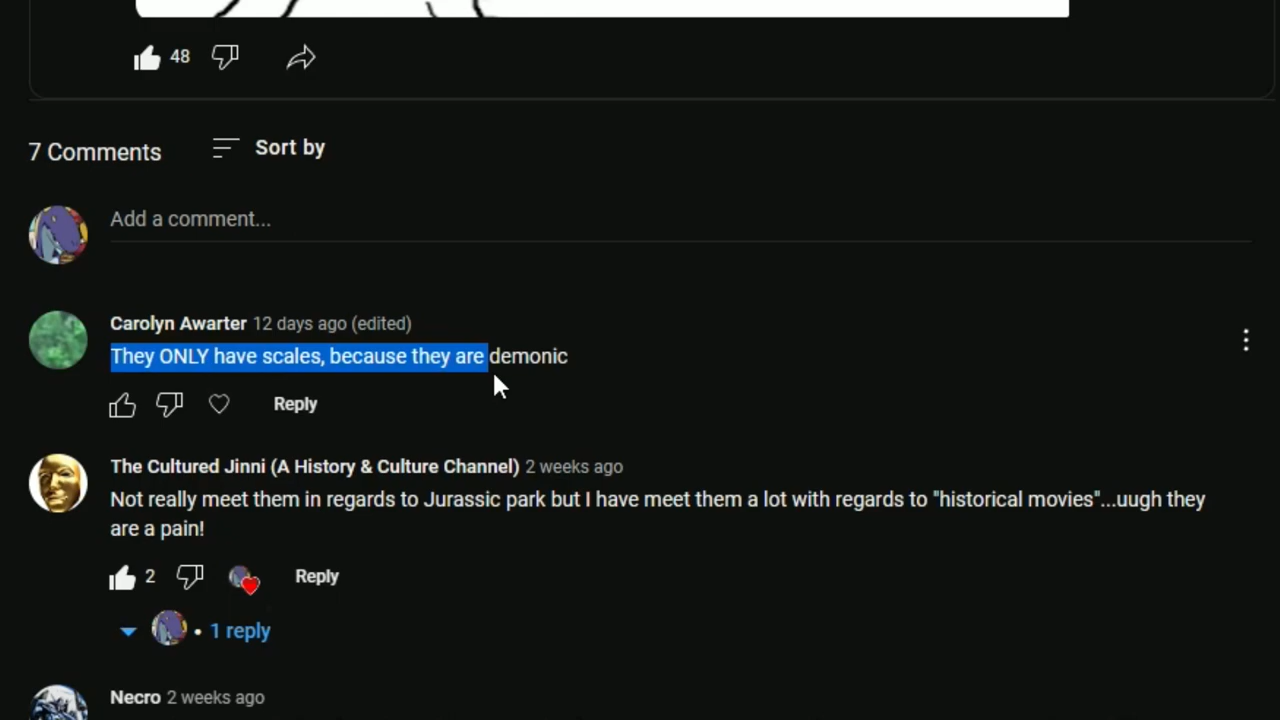 48
7 Comments
Sort by
Add a comment...
Carolyn Awarter 12 days ago (edited)
They ONLY have scales, because they are demonic
Reply
The Cultured Jinni (A History & Culture Channel) 2 weeks ago
Not really meet them in regards to Jurassic park but I have meet them a lot with regards to "historical movies"...uugh they
are a pain!
2
Reply
• 1 reply
Necro 2 weeks ago